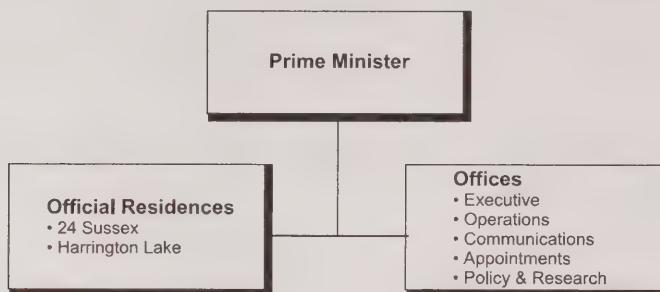 Prime Minister
Official Residences
• 24 Sussex
• Harrington Lake
Offices
• Executive
• Operations
• Communications
• Appointments
• Policy & Research